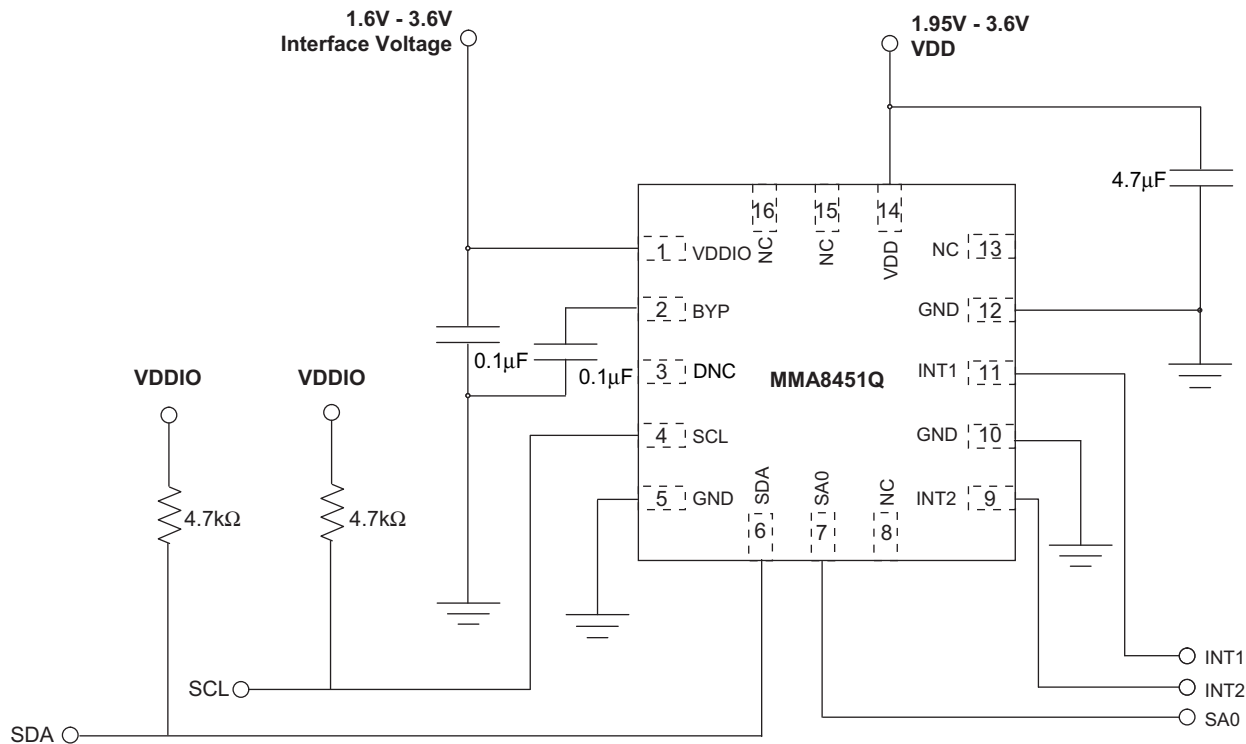 1.6V - 3.6V
Interface Voltage
1.95V - 3.6V
VDD
4.7µF
16
15
14
NC
NC
VDD
1
VDDIO
NC
13
2
BYP
GND
12
0.1µF
0.1µF
3
DNC
MMA8451Q
INT1
11
VDDIO
VDDIO
4
SCL
GND
10
5
GND
SDA
SA0
NC
INT2
9
6
7
8
4.7kΩ
4.7kΩ
INT1
SCL
INT2
SA0
SDA